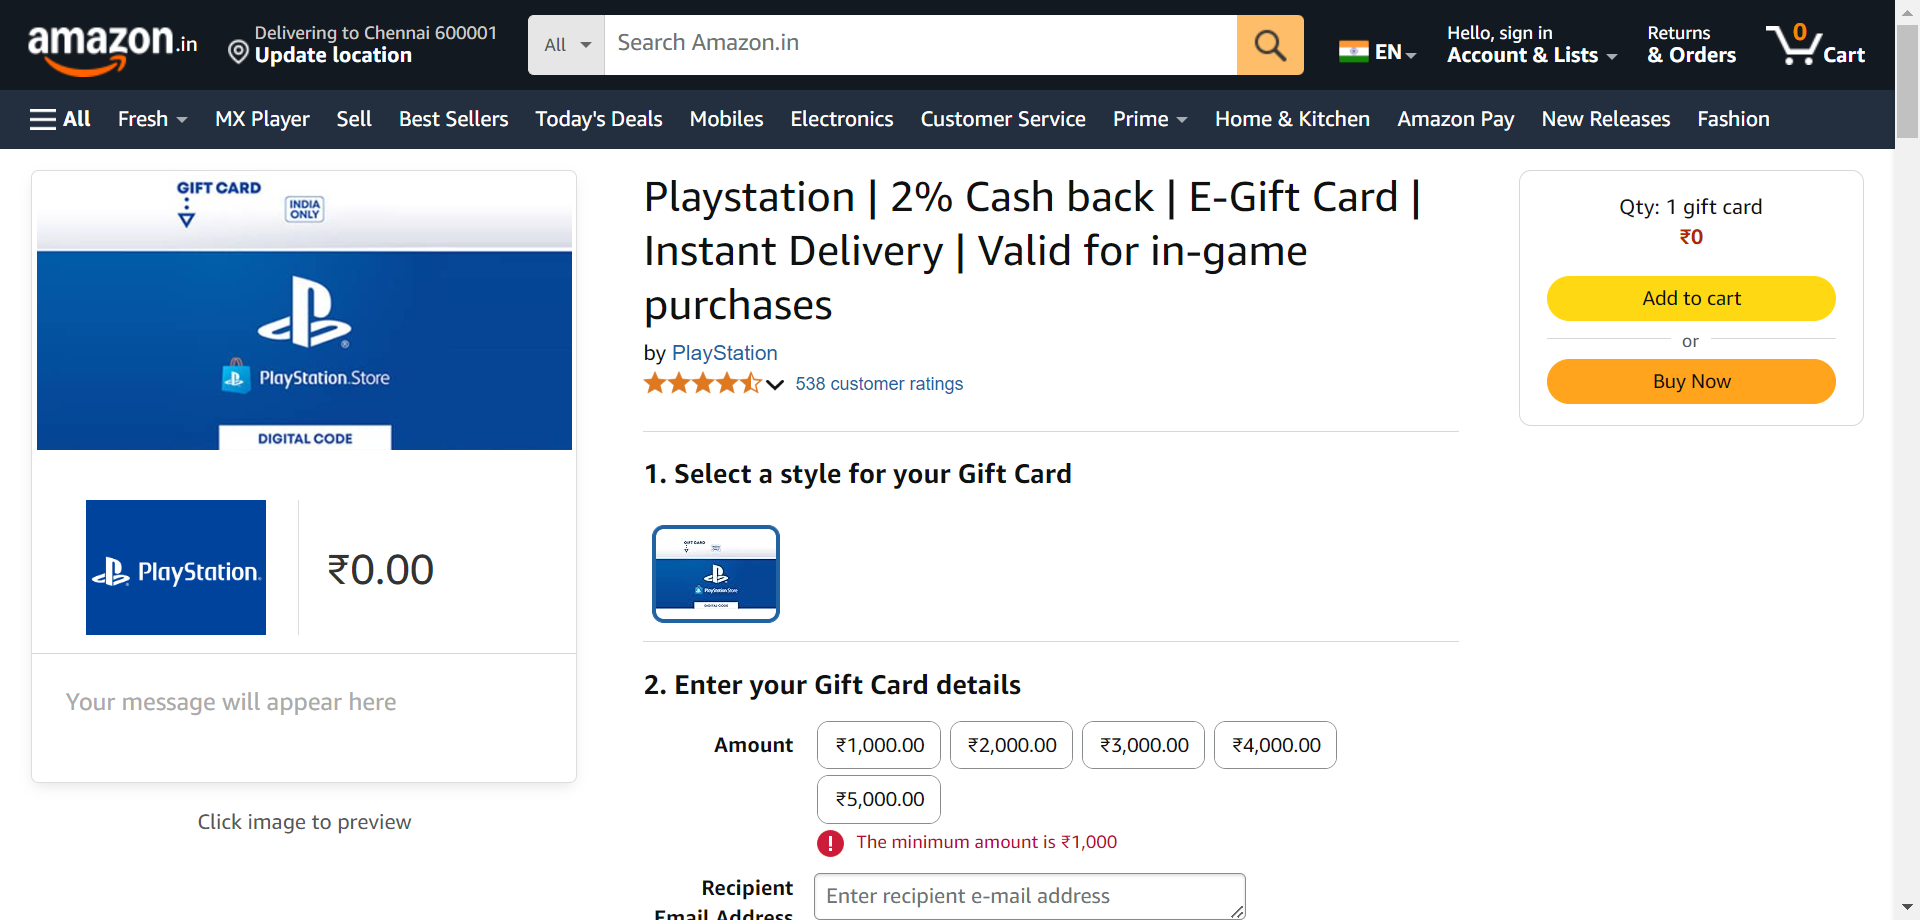 amazon.in
Delivering to Chennai 600001
Update location
All
Search Amazon.in
EN
Hello, sign in
Account & Lists
Returns
& Orders
0
Cart
All
Fresh
MX Player
Sell
Best Sellers
Today's Deals
Mobiles
Electronics
Customer Service
Prime
Home & Kitchen
Amazon Pay
New Releases
Fashion
GIFT CARD
INDIA
ONLY
PlayStation.Store
DIGITAL CODE
PlayStation.
₹0.00
Your message will appear here
Click image to preview
Playstation | 2% Cash back | E-Gift Card |
Instant Delivery | Valid for in-game
purchases
by PlayStation
538 customer ratings
1. Select a style for your Gift Card
GIFT CARD
PlayStation.Store
DIGITAL CODE
2. Enter your Gift Card details
Amount
₹1,000.00
₹2,000.00
₹3,000.00
₹4,000.00
₹5,000.00
The minimum amount is ₹1,000
Recipient
Email Address
Enter recipient e-mail address
Qty: 1 gift card
₹0
Add to cart
or
Buy Now